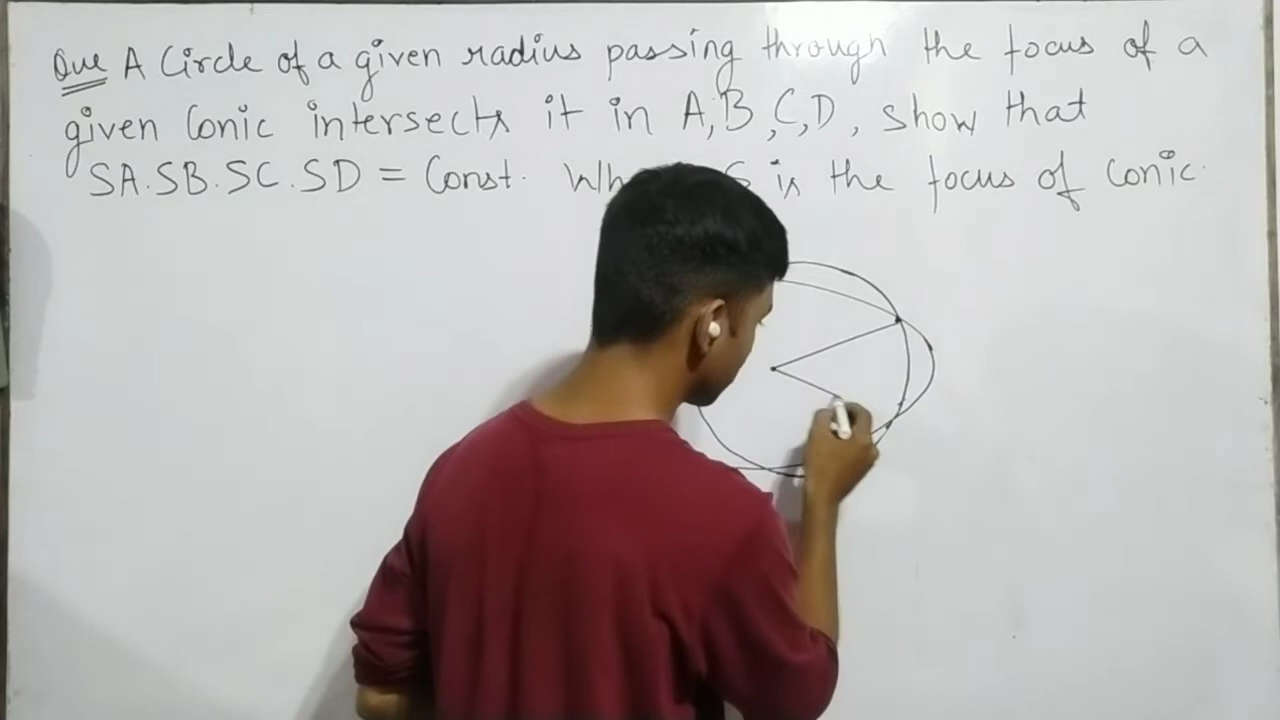 Que A Circle of a given radius passing through the focus of a
given Conic intersects it in A, B, C, D, show that
SA. SB. SC. SD = Const. S is the focus of conic.